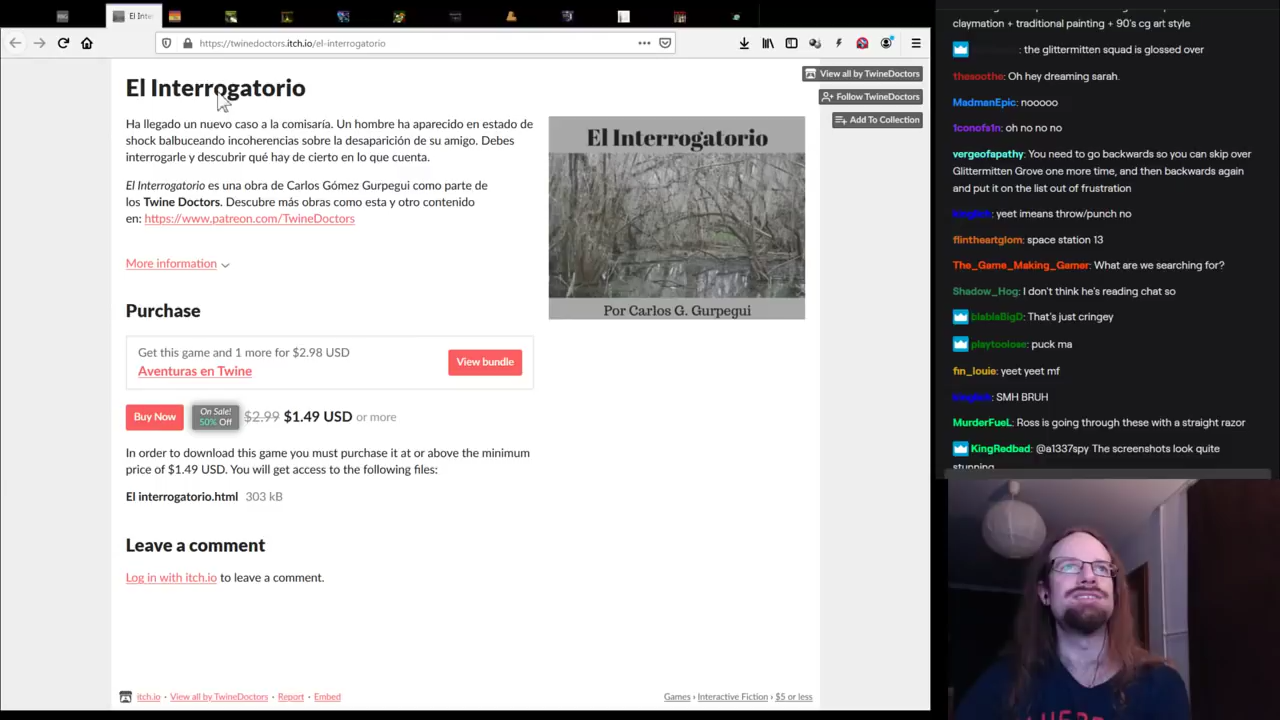 El Inte
https://twinedoctors.itch.io/el-interrogatorio
El Interrogatorio
Ha llegado un nuevo caso a la comisaría. Un hombre ha aparecido en estado de
shock balbuceando incoherencias sobre la desaparición de su amigo. Debes
interrogarle y descubrir qué hay de cierto en lo que cuenta.
El Interrogatorio es una obra de Carlos Gómez Gurpegui como parte de
los Twine Doctors. Descubre más obras como esta y otro contenido
en: https://www.patreon.com/TwineDoctors
More information
Purchase
Get this game and 1 more for $2.98 USD
Aventuras en Twine
View bundle
Buy Now
On Sale!
50% Off
$2.99 $1.49 USD or more
In order to download this game you must purchase it at or above the minimum
price of $1.49 USD. You will get access to the following files:
El interrogatorio.html 303 kB
Leave a comment
Log in with itch.io to leave a comment.
itch.io · View all by TwineDoctors · Report · Embed
Games › Interactive Fiction › $5 or less
El Interrogatorio
Por Carlos G. Gurpegui
View all by TwineDoctors
Follow TwineDoctors
Add To Collection
claymation + traditional painting + 90's cg art style
: the glittermitten squad is glossed over
thesoothe: Oh hey dreaming sarah.
MadmanEpic: nooooo
1conofs1n: oh no no no
vergeofapathy: You need to go backwards so you can skip over
Glittermitten Grove one more time, and then backwards again
and put it on the list out of frustration
: yeet imeans throw/punch no
flintheartglom: space station 13
The_Game_Making_Gamer: What are we searching for?
Shadow_Hog: I don't think he's reading chat so
blablaBigD: That's just cringey
playtoolose: puck ma
fin_louie: yeet yeet mf
: SMH BRUH
MurderFueL: Ross is going through these with a straight razor
KingRedbad: @a1337spy The screenshots look quite
stunning